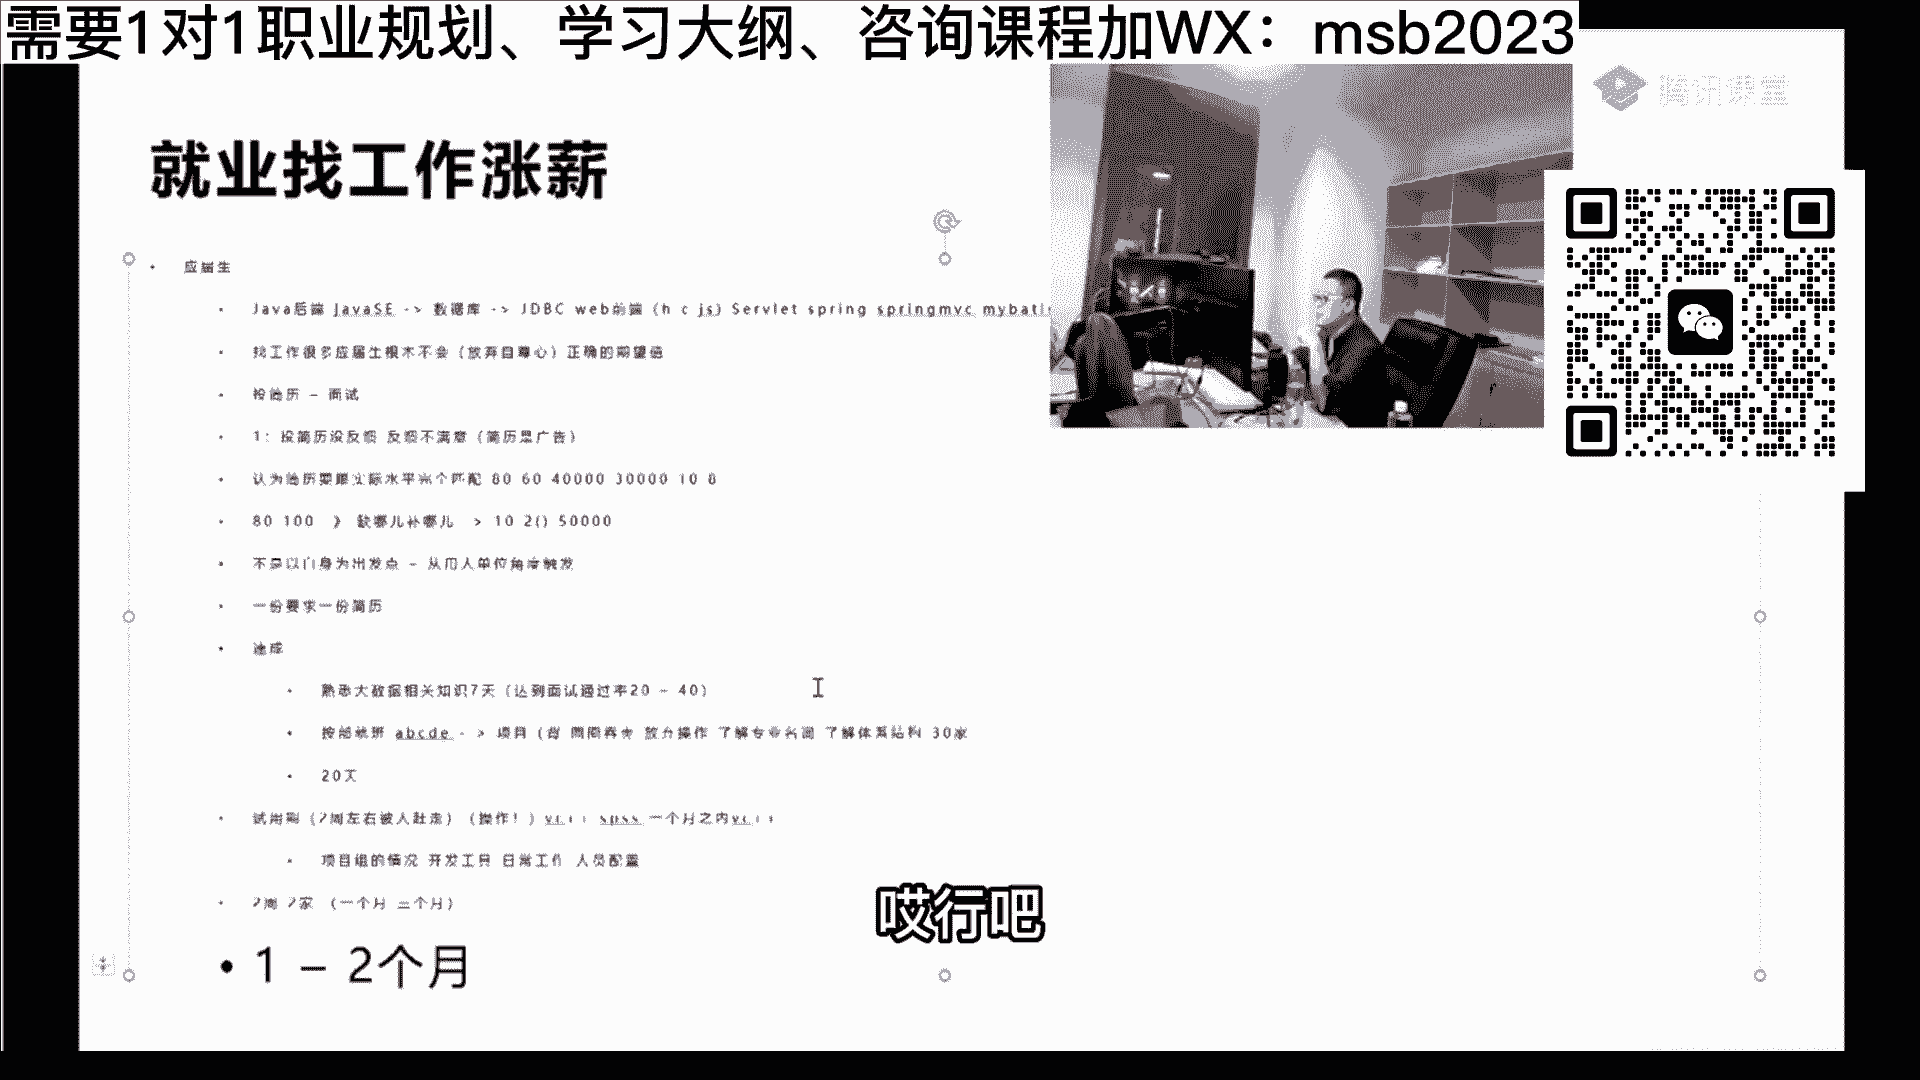 需要1对1职业规划、学习大纲、咨询课程加WX：msb2023
腾讯课堂
就业找工作涨薪
• 应届生
• Java后端 JavaSE -> 数据库 -> JDBC web前端（h c js) Servlet spring springmvc mybatis
• 找工作很多应届生根本不会（放弃自尊心）正确的期望值
• 投简历 – 面试
• 1：投简历没反馈 反馈不满意（简历是广告）
• 认为简历要跟实际水平完全匹配 80 60 40000 30000 10 8
• 80 100 》 缺哪儿补哪儿 > 10 2() 50000
• 不是以自身为出发点 – 从用人单位角度触发
• 一份要求一份简历
• 速成
• 熟悉大数据相关知识7天（达到面试通过率20 – 40）
• 按部就班 abcde - > 项目（背 周周春去 放弃操作 了解专业名词 了解体系结构 30家
• 20天
• 试用期（2周左右被人赶走）（操作！） spss 一个月之内
• 项目组的情况 开发工具 日常工作 人员配置
• 2周 2家 （一个月 三个月）
哎行吧
• 1 – 2个月